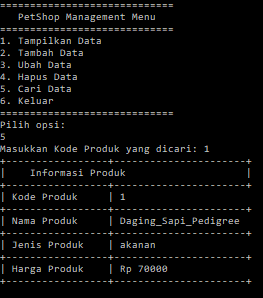 ==============================
PetShop Management Menu
==============================
1. Tampilkan Data
2. Tambah Data
3. Ubah Data
4. Hapus Data
5. Cari Data
6. Keluar
==============================
Pilih opsi:
5
Masukkan Kode Produk yang dicari: 1
+----------------+----------------------+
|    Informasi Produk                   |
+----------------+----------------------+
| Kode Produk    | 1
+----------------+----------------------+
| Nama Produk    | Daging_Sapi_Pedigree
+----------------+----------------------+
| Jenis Produk   | akanan
+----------------+----------------------+
| Harga Produk   | Rp 70000
+----------------+----------------------+